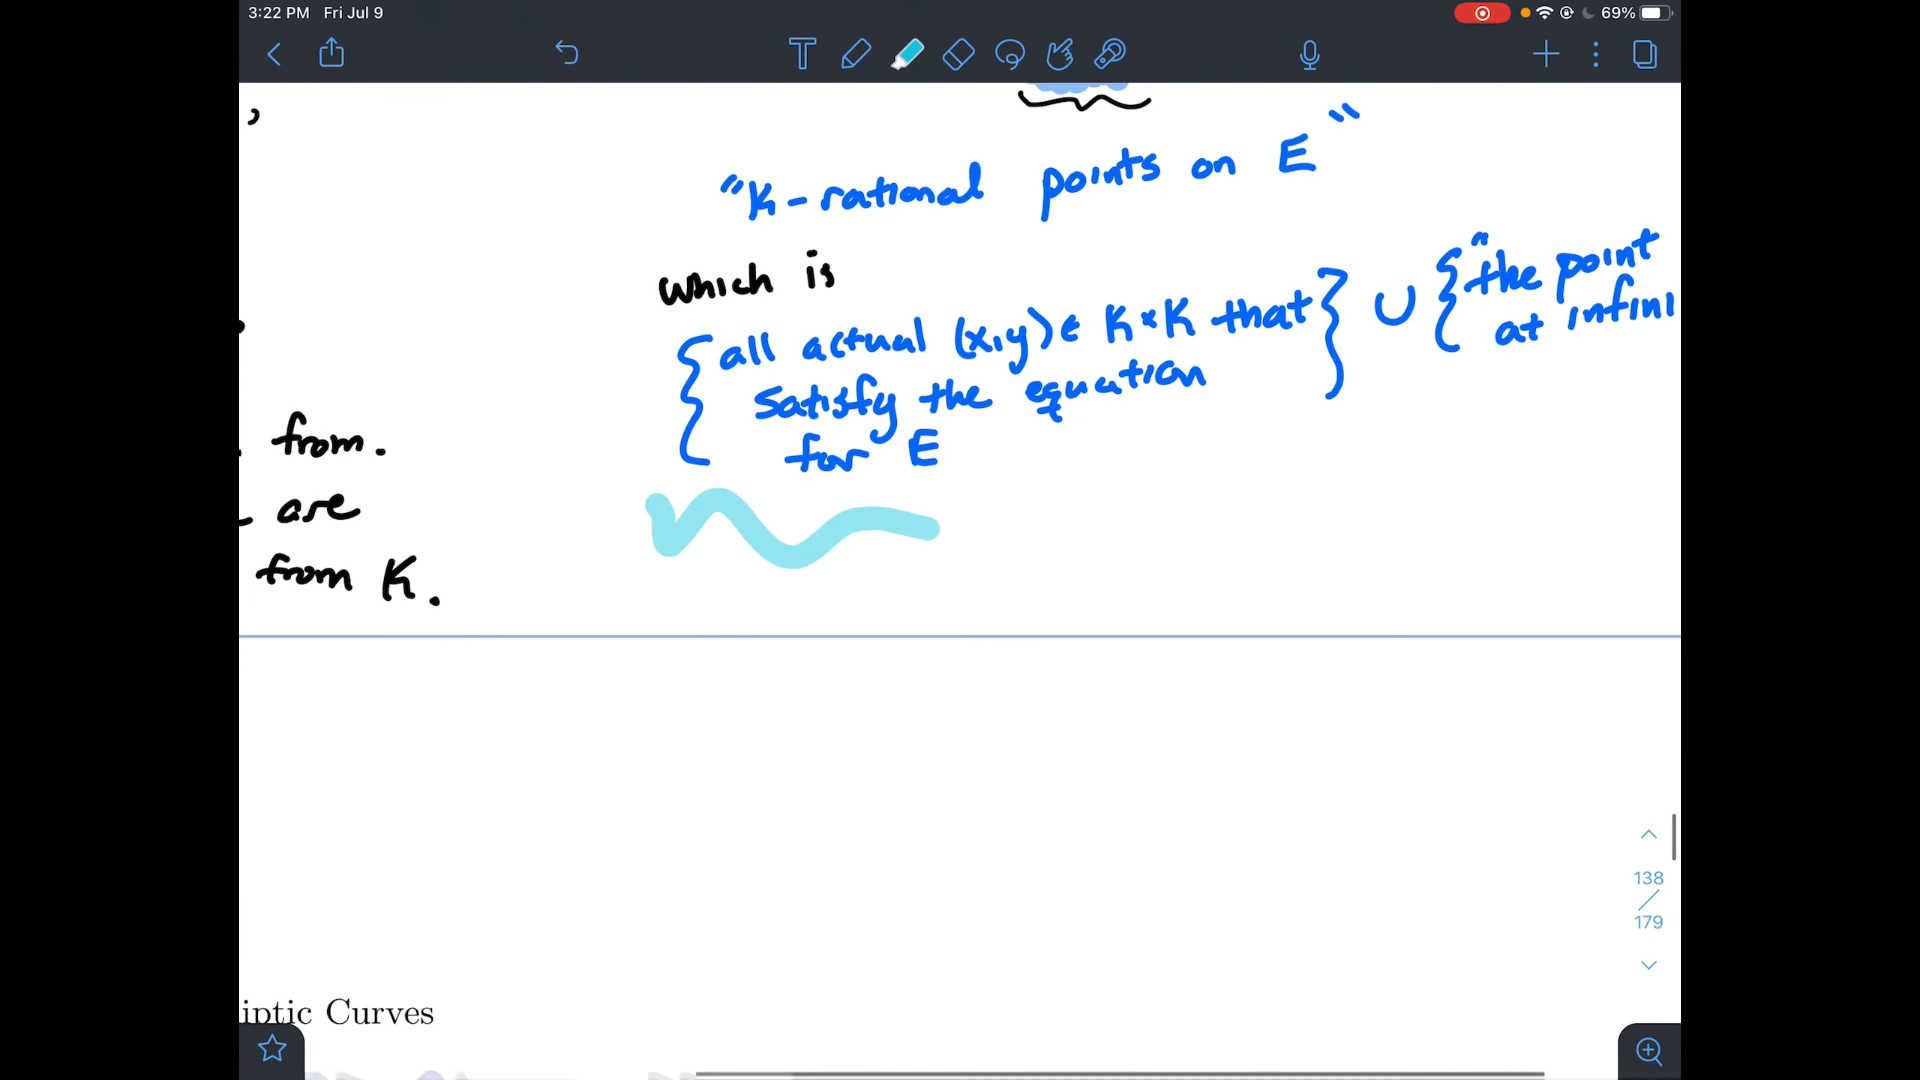 3:22 PM Fri Jul 9
69%
"K-rational points on E"
which is
{ all actual (x,y) ∈ K × K that
satisfy the equation
for E } ∪ { "the point
at infini
from.
are
from K.
138
179
iptic Curves